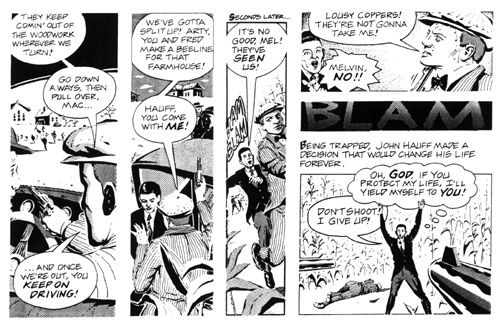 THEY KEEP
COMIN' OUT OF
THE WOODWORK
WHEREVER WE
TURN!
GO DOWN
A WAYS, THEN
PULL OVER,
MAC...
...AND ONCE
WE'RE OUT, YOU
KEEP ON
DRIVING!
WE'VE GOTTA
SPLIT UP! ARTY,
YOU AND FRED
MAKE A BEELINE
FOR THAT
FARMHOUSE!
HAUFF,
YOU COME
WITH ME!
SECONDS LATER...
IT'S NO
GOOD, MEL!
THEY'VE
SEEN
US!
BLAM
BLAM
LOUSY COPPERS!
THEY'RE NOT GONNA
TAKE ME!
MELVIN,
NO!!
BLAM
BEING TRAPPED, JOHN HAUFF MADE A
DECISION THAT WOULD CHANGE HIS LIFE
FOREVER.
OH, GOD, IF YOU
PROTECT MY LIFE, I'LL
YIELD MYSELF TO YOU!
DON'T SHOOT!
I GIVE UP!